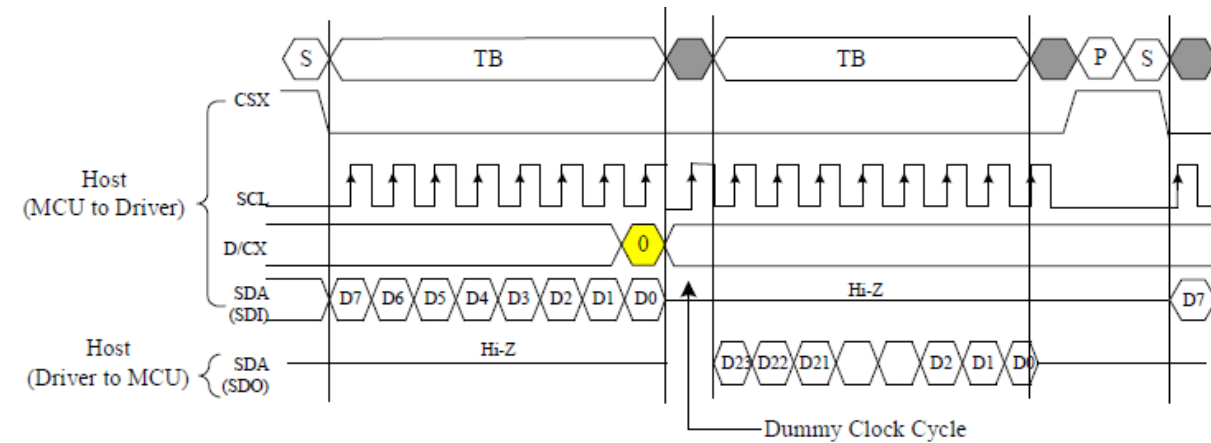 S TB TB P S
CSX
Host
(MCU to Driver)
SCL
D/CX
0
SDA
(SDI)
D7 D6 D5 D4 D3 D2 D1 D0 Hi-Z D7
Host
(Driver to MCU)
SDA
(SDO)
Hi-Z
D23 D22 D21 D2 D1 D0
Dummy Clock Cycle